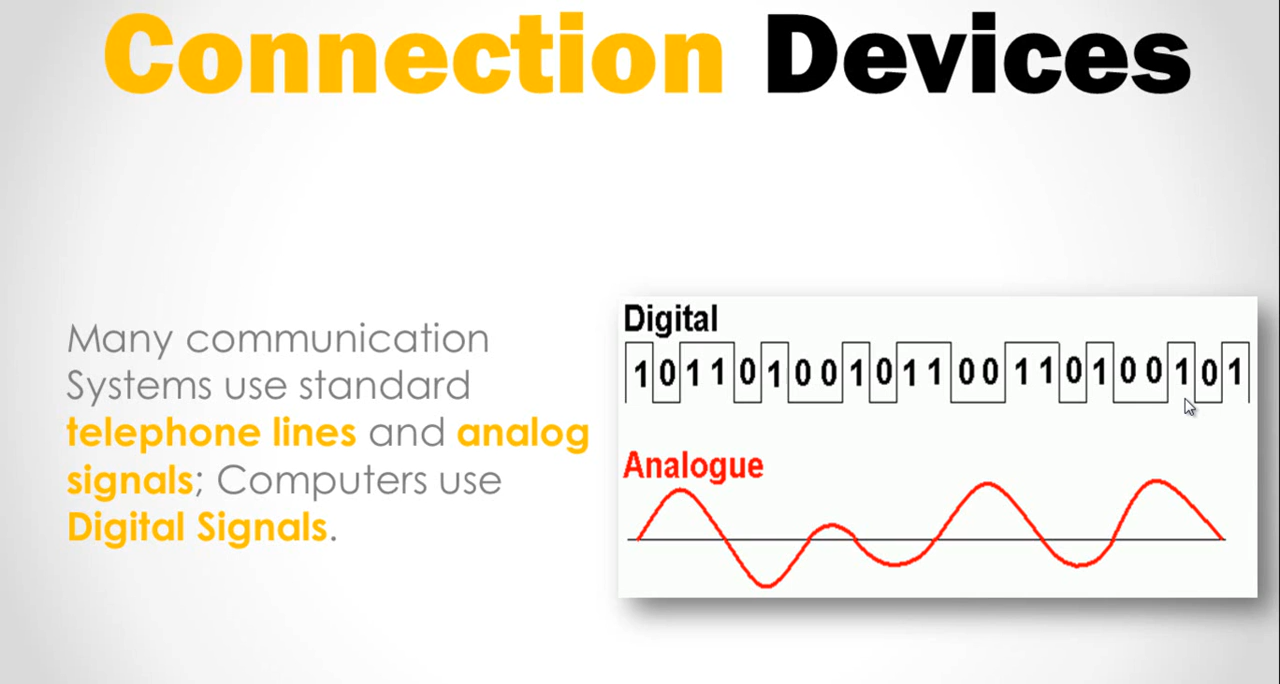 Connection Devices
Many communication
Systems use standard
telephone lines and analog
signals; Computers use
Digital Signals.
Digital
1 0 1 1 0 1 0 0 1 0 1 1 0 0 1 1 0 1 0 0 1 0 1
Analogue